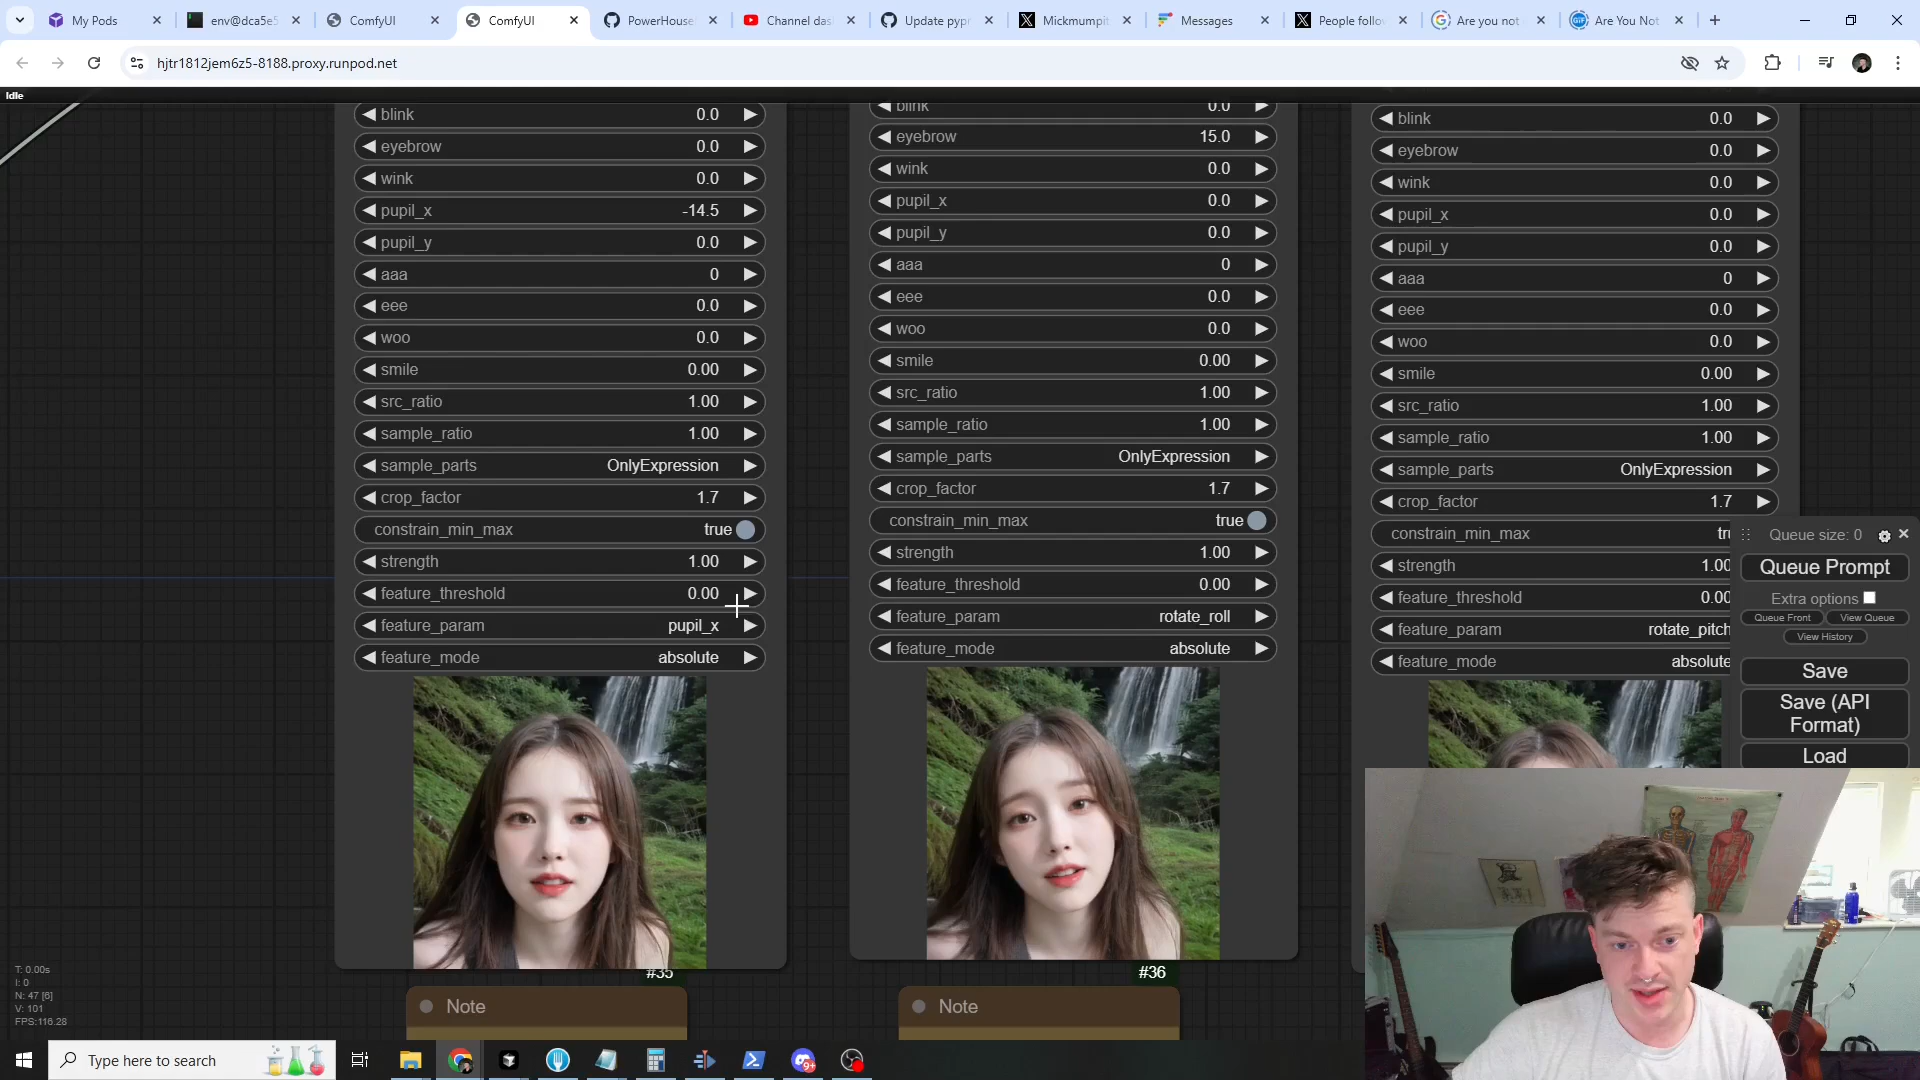 My Pods
env@dca5e5
ComfyUI
ComfyUI
PowerHouse
Channel das
Update pypr
Mickmumpit
Messages
People follo
Are you not
Are You Not
hjtr1812jem6z5-8188.proxy.runpod.net
Idle
blink 0.0
eyebrow 0.0
wink 0.0
pupil_x -14.5
pupil_y 0.0
aaa 0
eee 0.0
woo 0.0
smile 0.00
src_ratio 1.00
sample_ratio 1.00
sample_parts OnlyExpression
crop_factor 1.7
constrain_min_max true
strength 1.00
feature_threshold 0.00
feature_param pupil_x
feature_mode absolute
#35
Note
blink 0.0
eyebrow 15.0
wink 0.0
pupil_x 0.0
pupil_y 0.0
aaa 0
eee 0.0
woo 0.0
smile 0.00
src_ratio 1.00
sample_ratio 1.00
sample_parts OnlyExpression
crop_factor 1.7
constrain_min_max true
strength 1.00
feature_threshold 0.00
feature_param rotate_roll
feature_mode absolute
#36
Note
blink 0.0
eyebrow 0.0
wink 0.0
pupil_x 0.0
pupil_y 0.0
aaa 0
eee 0.0
woo 0.0
smile 0.00
src_ratio 1.00
sample_ratio 1.00
sample_parts OnlyExpression
crop_factor 1.7
constrain_min_max tru
strength 1.00
feature_threshold 0.00
feature_param rotate_pitch
feature_mode absolute
Queue size: 0
Queue Prompt
Extra options
Queue Front View Queue
View History
Save
Save (API
Format)
Load
T: 0.00s
I: 0
N: 47 [6]
V: 101
FPS:116.28
Type here to search
9+